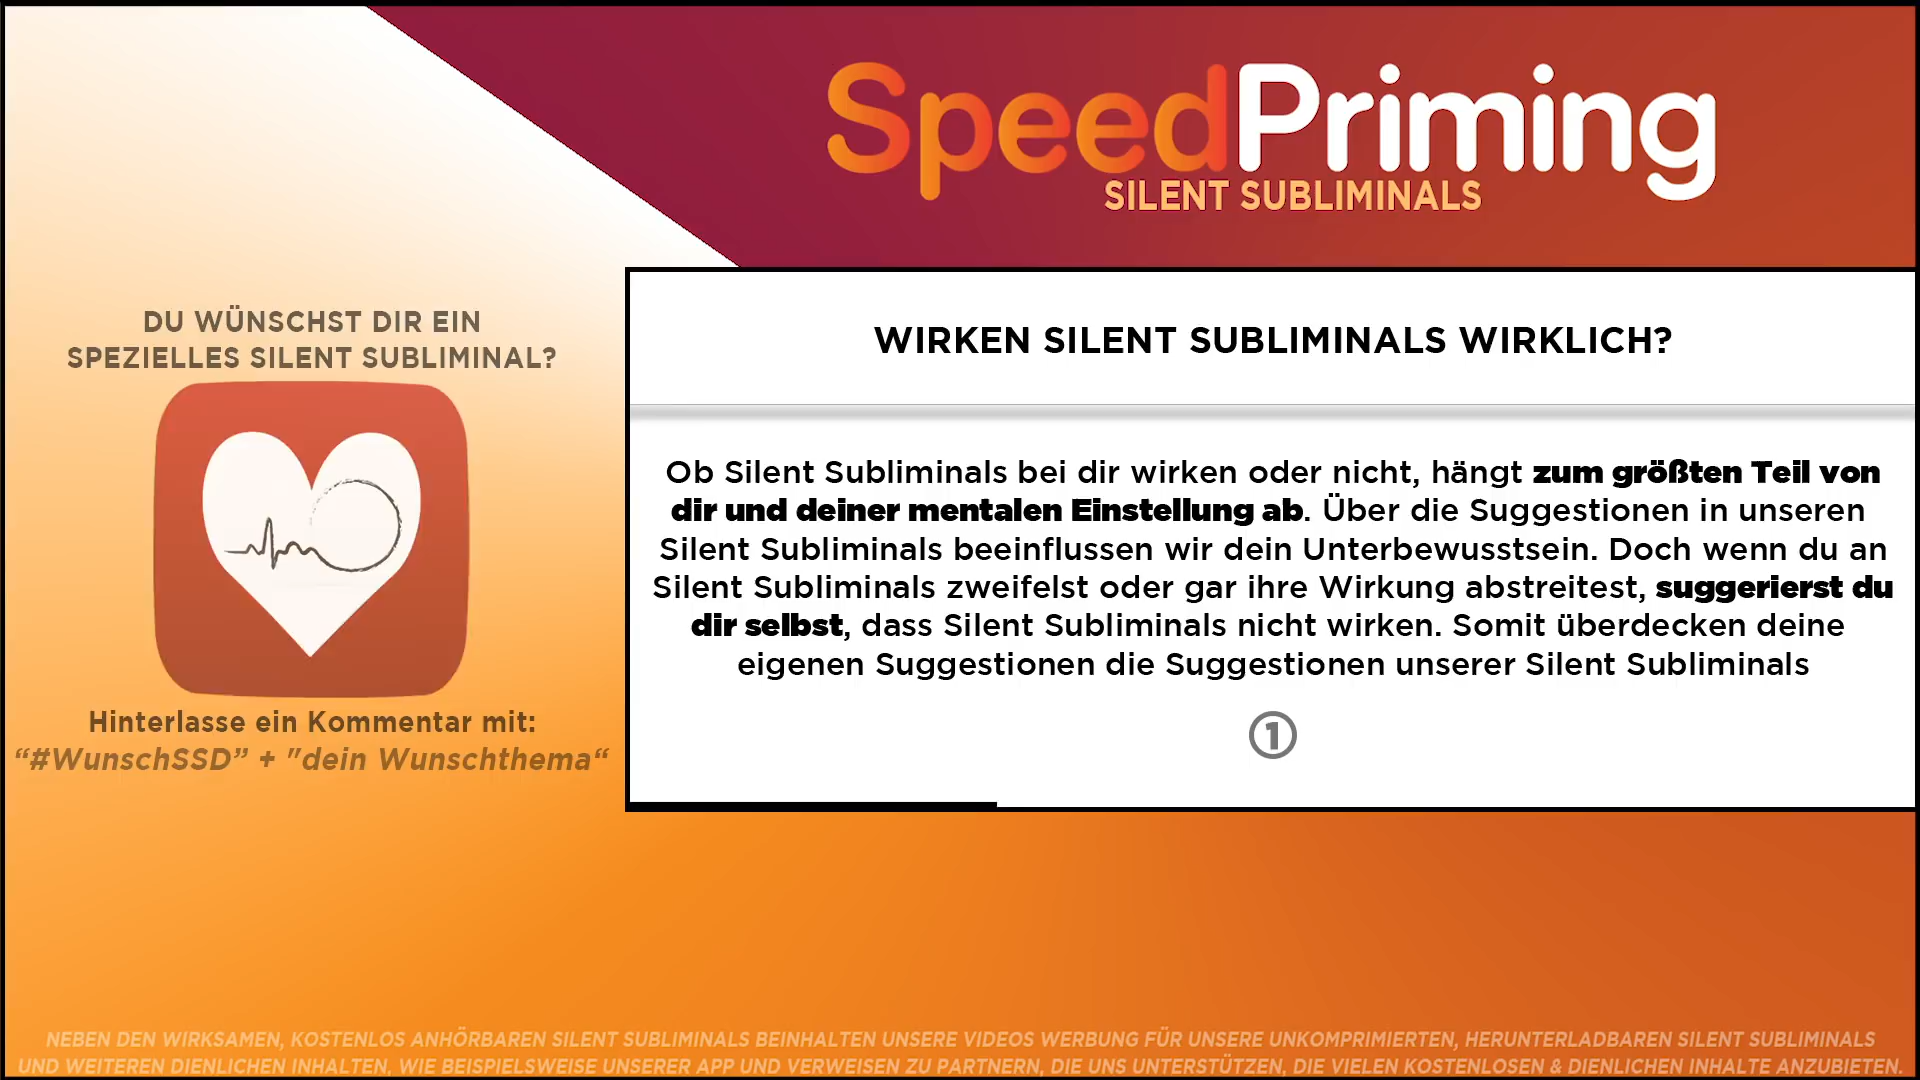 SpeedPriming
SILENT SUBLIMINALS
DU WÜNSCHST DIR EIN
SPEZIELLES SILENT SUBLIMINAL?
Hinterlasse ein Kommentar mit:
“#WunschSSD” + "dein Wunschthema“
WIRKEN SILENT SUBLIMINALS WIRKLICH?
Ob Silent Subliminals bei dir wirken oder nicht, hängt zum größten Teil von
dir und deiner mentalen Einstellung ab. Über die Suggestionen in unseren
Silent Subliminals beeinflussen wir dein Unterbewusstsein. Doch wenn du an
Silent Subliminals zweifelst oder gar ihre Wirkung abstreitest, suggerierst du
dir selbst, dass Silent Subliminals nicht wirken. Somit überdecken deine
eigenen Suggestionen die Suggestionen unserer Silent Subliminals
①
NEBEN DEN WIRKSAMEN, KOSTENLOS ANHÖRBAREN SILENT SUBLIMINALS BEINHALTEN UNSERE VIDEOS WERBUNG FÜR UNSERE UNKOMPRIMIERTEN, HERUNTERLADBAREN SILENT SUBLIMINALS
UND WEITEREN DIENLICHEN INHALTEN, WIE BEISPIELSWEISE UNSERER APP UND VERWEISEN ZU PARTNERN, DIE UNS UNTERSTÜTZEN, DIE VIELEN KOSTENLOSEN & DIENLICHEN INHALTE ANZUBIETEN.